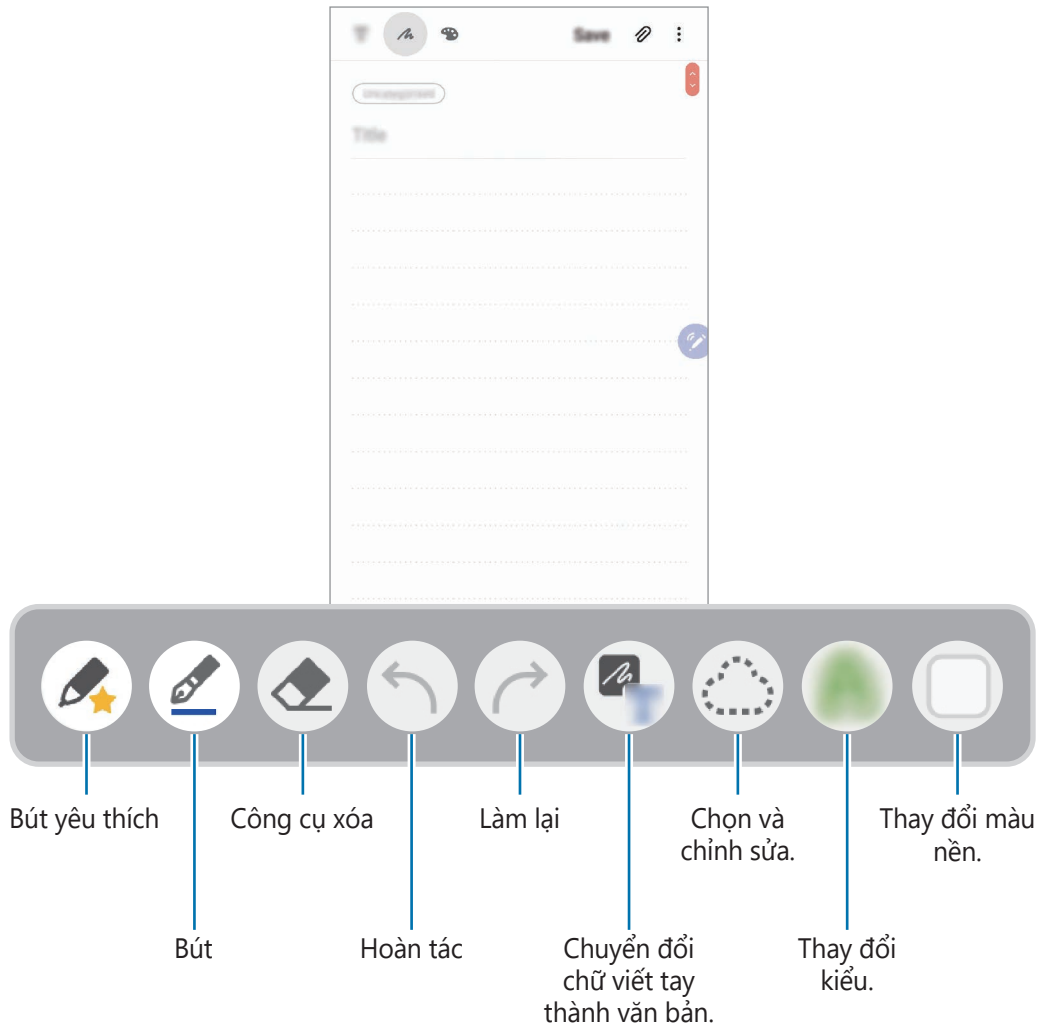 Save
Title
Bút yêu thích
Công cụ xóa
Làm lại
Chọn và
chỉnh sửa.
Thay đổi màu
nền.
Bút
Hoàn tác
Chuyển đổi
chữ viết tay
thành văn bản.
Thay đổi
kiểu.